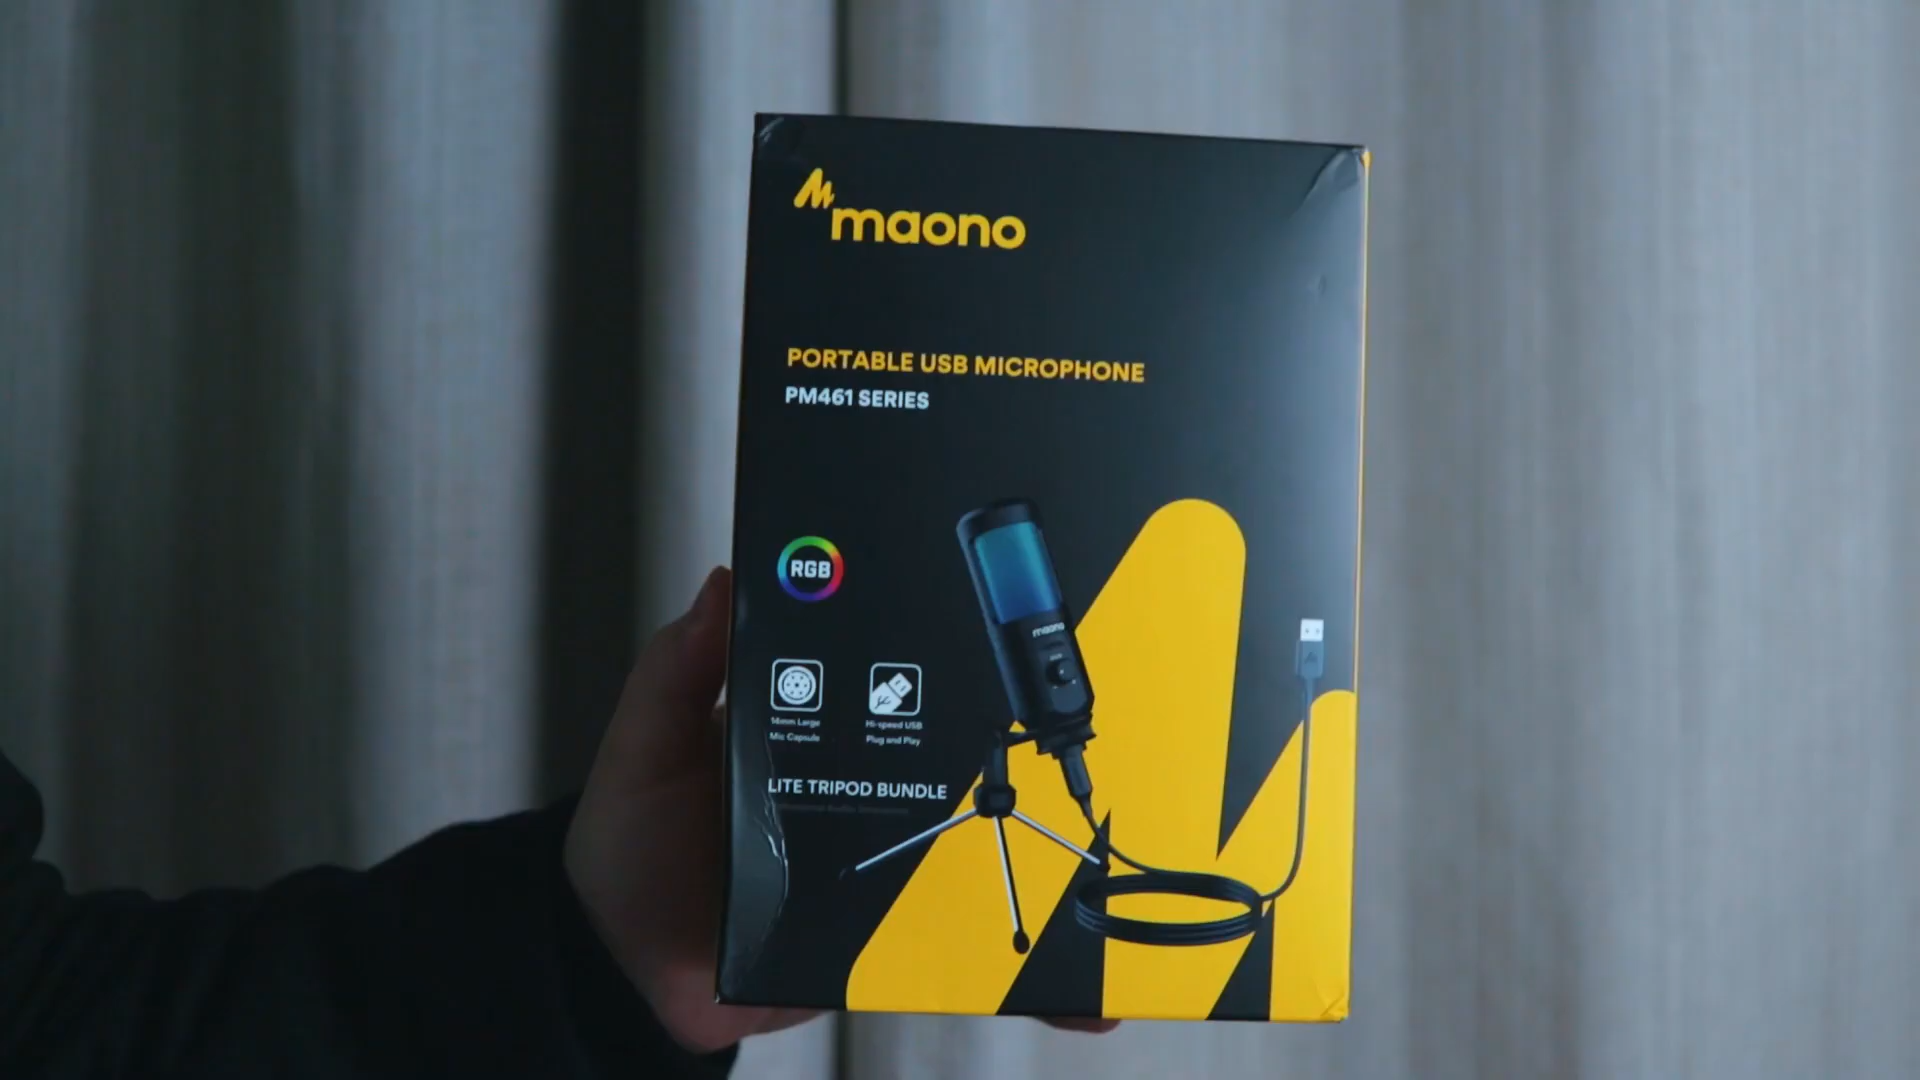 maono
PORTABLE USB MICROPHONE
PM461 SERIES
RGB
maono
16mm Large
Mic Capsule
Hi-speed USB
Plug and Play
LITE TRIPOD BUNDLE